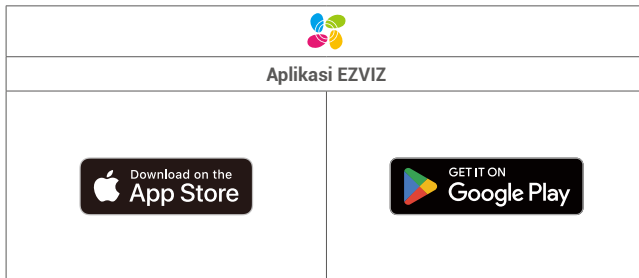 Aplikasi EZVIZ
Download on the
App Store
GET IT ON
Google Play